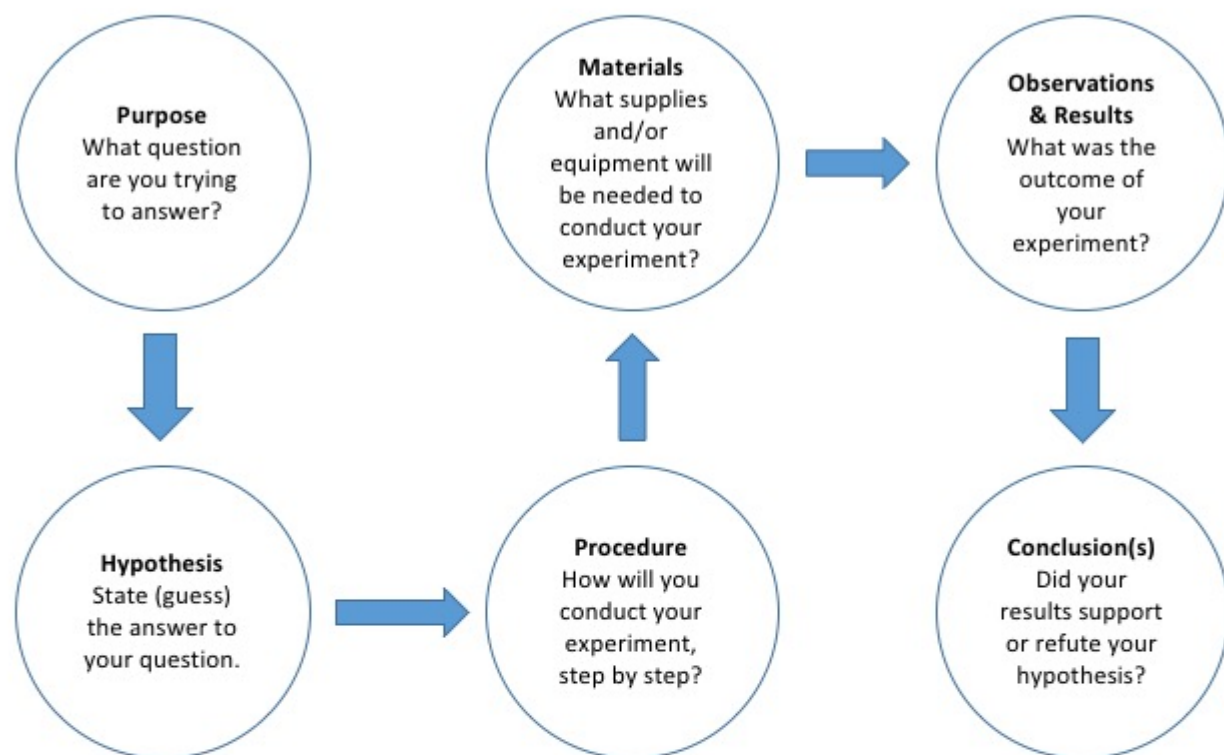 Purpose
What question
are you trying
to answer?
Hypothesis
State (guess)
the answer to
your question.
Procedure
How will you
conduct your
experiment,
step by step?
Materials
What supplies
and/or
equipment will
be needed to
conduct your
experiment?
Observations
& Results
What was the
outcome of
your
experiment?
Conclusion(s)
Did your
results support
or refute your
hypothesis?